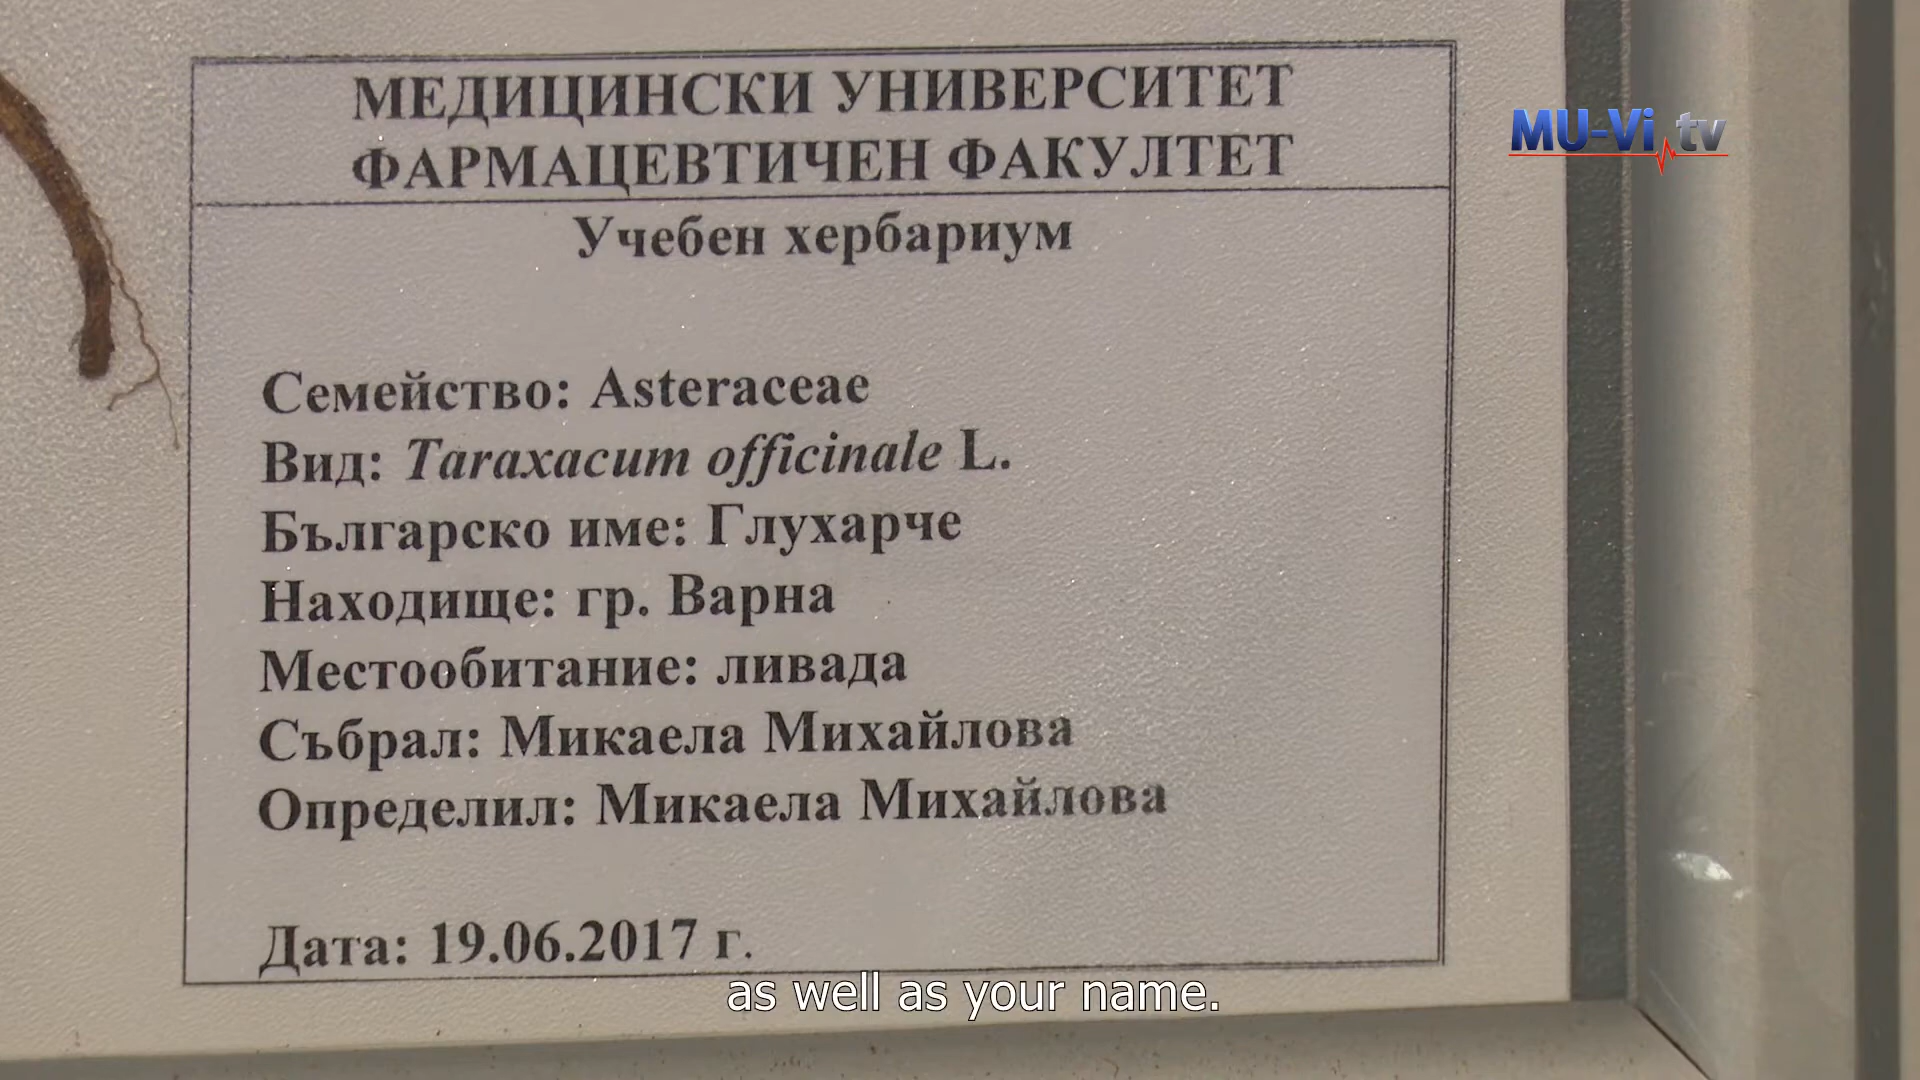 МЕДИЦИНСКИ УНИВЕРСИТЕТ
ФАРМАЦЕВТИЧЕН ФАКУЛТЕТ
MU-Vi.tv
Учебен хербариум
Семейство: Asteraceae
Вид: Taraxacum officinale L.
Българско име: Глухарче
Находище: гр. Варна
Местообитание: ливада
Събрал: Микаела Михайлова
Определил: Микаела Михайлова
Дата: 19.06.2017 г.
as well as your name.